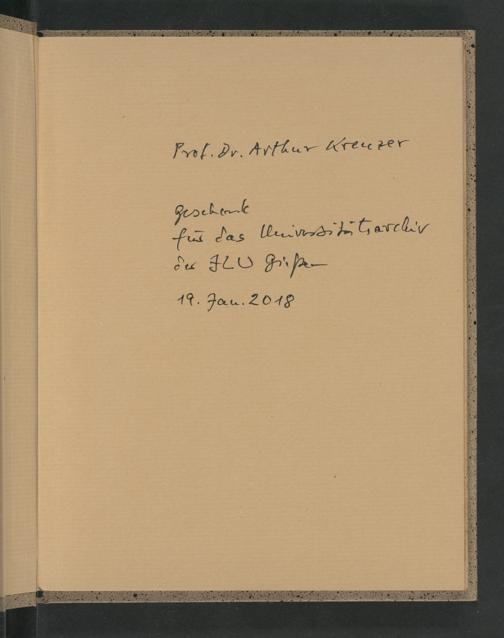 Prof. Dr. Arthur Kreuzer
geschenk
für das Universitätsarchiv
der JLU Gießen
19. Jan. 2018